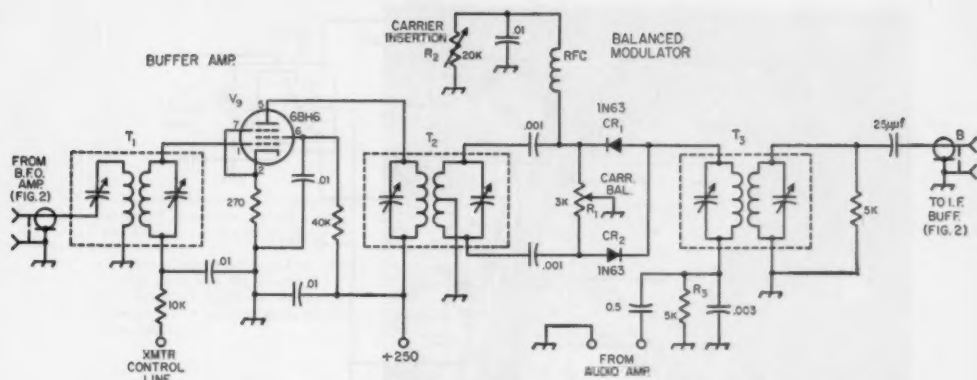 CARRIER
INSERTION
R2
20K
.01
RFC
BALANCED
MODULATOR
BUFFER AMP.
V9
6BH6
5
7
6
2
1N63
CR1
25μμf
B
T1
T2
T3
.001
FROM
B.F.O.
AMP.
(FIG.2)
.01
270
40K
3K
CARR.
BAL.
R1
CR2
1N63
.001
5K
TO I.F.
BUFF.
(FIG.2)
.01
.01
10K
0.5
R3
5K
.003
XMTR
CONTROL
LINE
+250
FROM
AUDIO AMP.